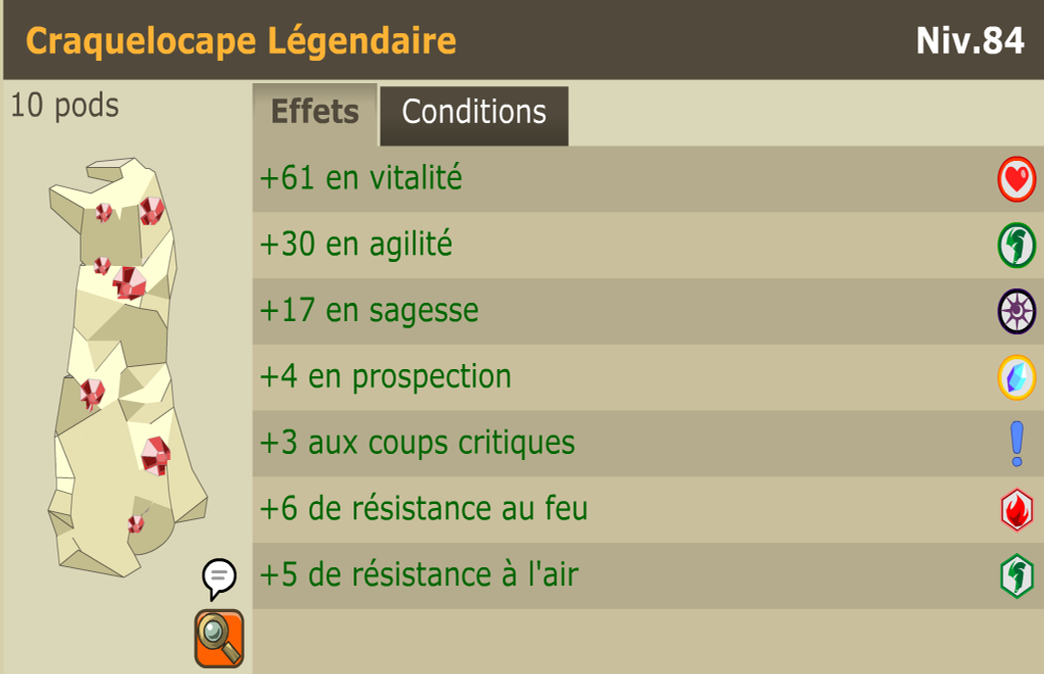 Craquelocape Légendaire
Niv.84
10 pods
Effets
Conditions
+61 en vitalité
+30 en agilité
+17 en sagesse
+4 en prospection
+3 aux coups critiques
+6 de résistance au feu
+5 de résistance à l'air